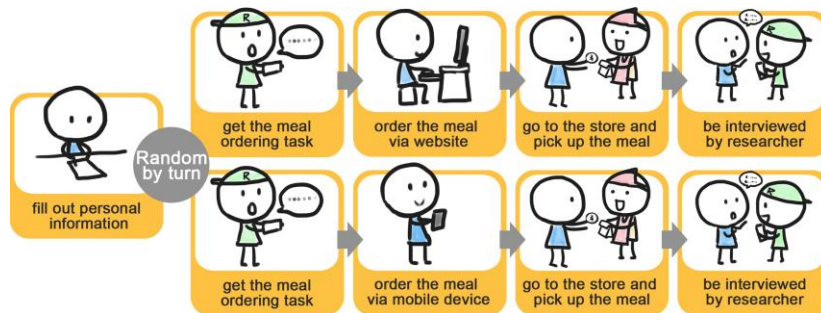 fill out personal
information
Random
by turn
R
get the meal
ordering task
order the meal
via website
go to the store and
pick up the meal
be interviewed
by researcher
R
get the meal
ordering task
order the meal
via mobile device
go to the store and
pick up the meal
be interviewed
by researcher